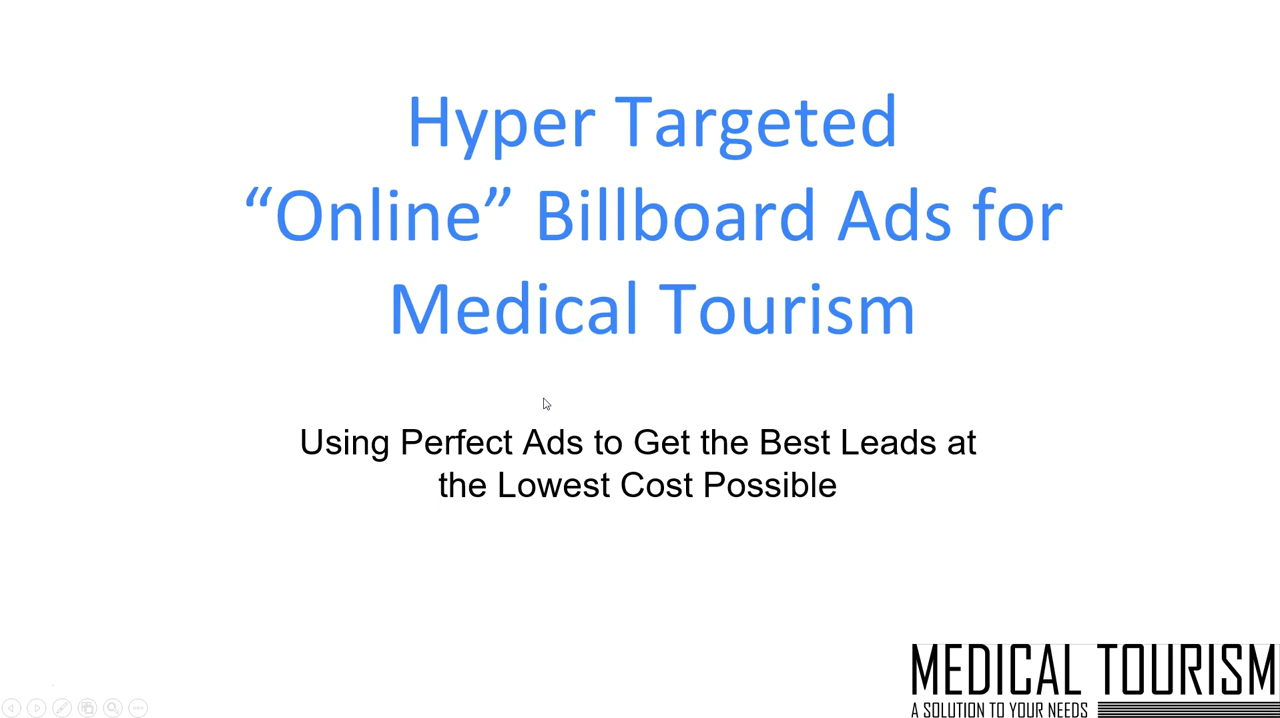 Hyper Targeted
“Online” Billboard Ads for
Medical Tourism
Using Perfect Ads to Get the Best Leads at
the Lowest Cost Possible
MEDICAL TOURISM
A SOLUTION TO YOUR NEEDS